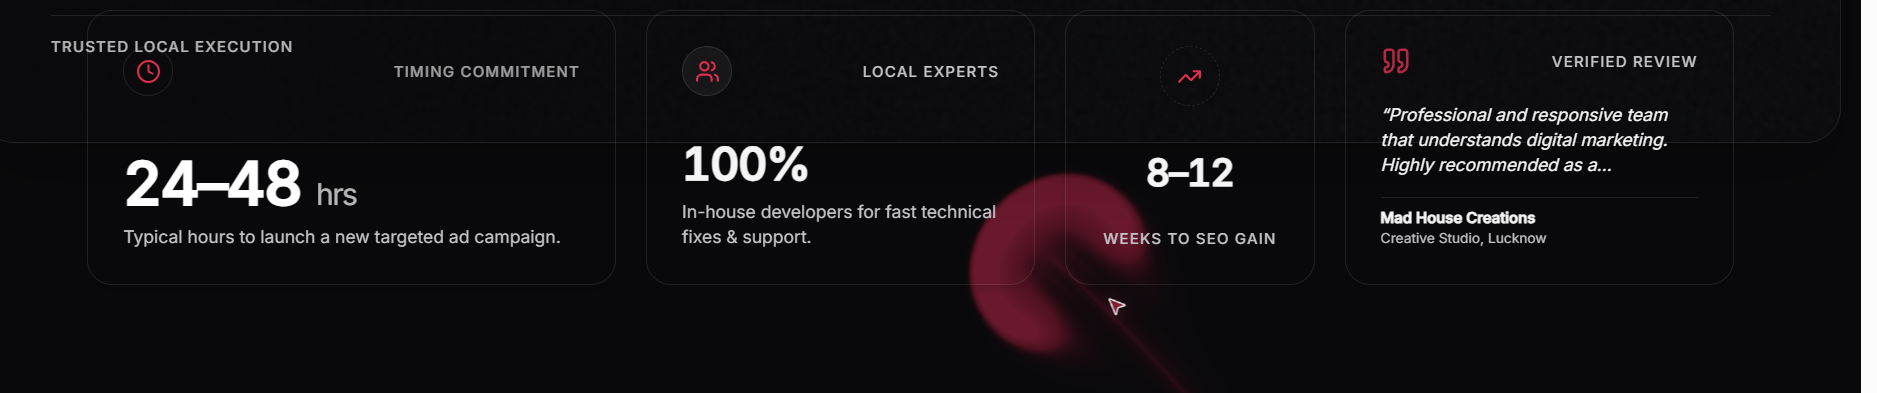 TRUSTED LOCAL EXECUTION
TIMING COMMITMENT
24–48 hrs
Typical hours to launch a new targeted ad campaign.
LOCAL EXPERTS
100%
In-house developers for fast technical
fixes & support.
8–12
WEEKS TO SEO GAIN
VERIFIED REVIEW
“Professional and responsive team
that understands digital marketing.
Highly recommended as a...
Mad House Creations
Creative Studio, Lucknow